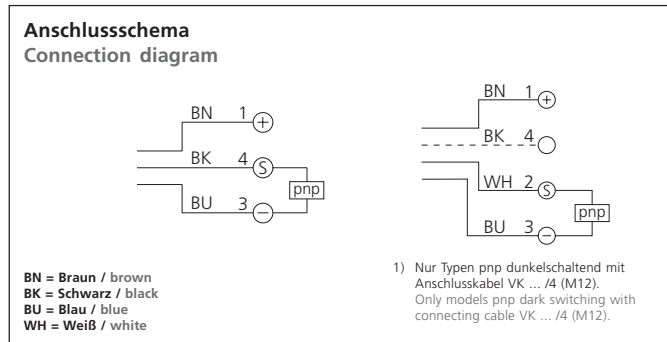 Anschlussschema
Connection diagram
BN 1 +
BK 4 S
pnp
BU 3 −
BN 1 +
BK 4
WH 2 S
pnp
BU 3 −
BN = Braun / brown
BK = Schwarz / black
BU = Blau / blue
WH = Weiß / white
1) Nur Typen pnp dunkelschaltend mit
Anschlusskabel VK ... /4 (M12).
Only models pnp dark switching with
connecting cable VK ... /4 (M12).